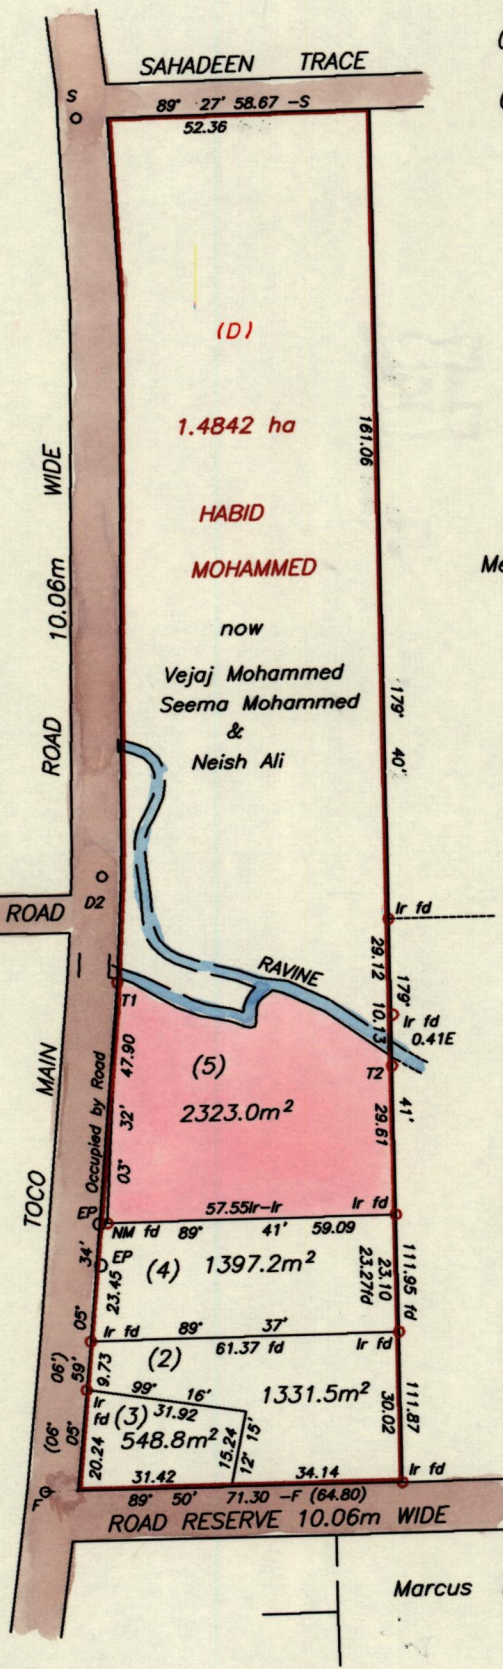 SAHADEEN TRACE
S
89° 27' 58.67 -S
52.36
(D)
1.4842 ha
161.06
HABID
MOHAMMED
now
Vejaj Mohammed
Seema Mohammed
&
Neish Ali
ROAD 10.06m WIDE
179° 40'
D2
ROAD
Ir fd
29.12
179°
RAVINE
Ir fd
0.41E
10.13
T1
T2
TOCO MAIN
47.90
03° 32'
Occupied by Road
(5)
2323.0m²
41'
29.61
57.55Ir-Ir
Ir fd
EP
NM fd
89° 41' 59.09
34'
EP
(4) 1397.2m²
23.45
23.10
23.27fd
111.95 fd
05°
Ir fd
89° 37'
61.37 fd
Ir fd
(2)
9.73
59'
06')
99° 16'
1331.5m²
111.87
30.02
Ir
fd
(3) 31.92
548.8m²
15.24
12° 15'
05°
(06°
20.24
31.42
34.14
Ir fd
F
89° 50' 71.30 -F (64.80)
ROAD RESERVE 10.06m WIDE
Marcus